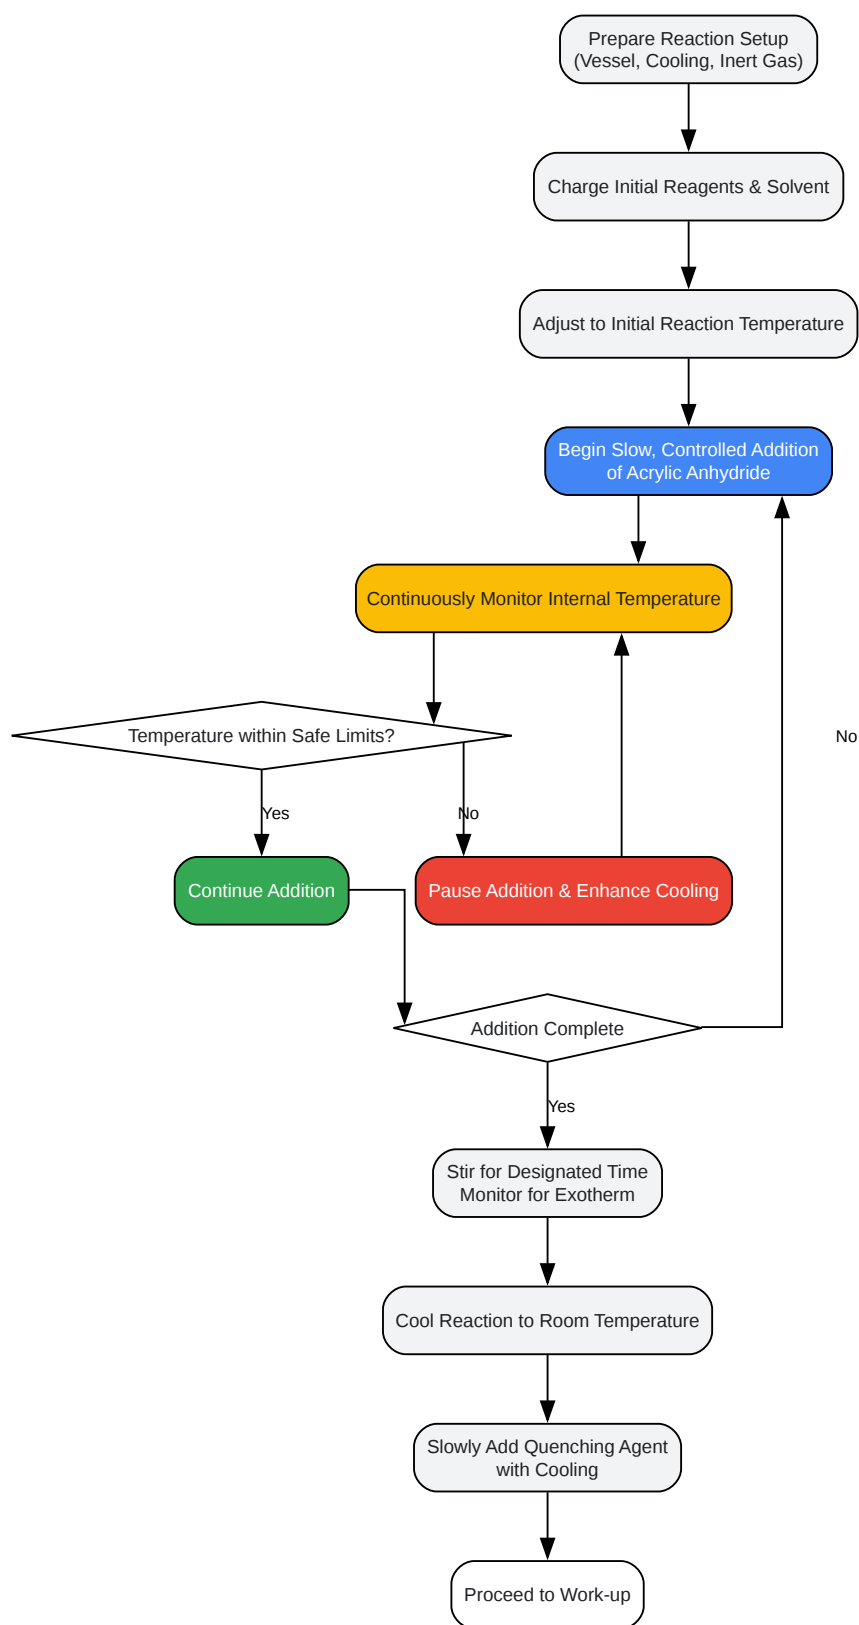 Prepare Reaction Setup
(Vessel, Cooling, Inert Gas)
Charge Initial Reagents & Solvent
Adjust to Initial Reaction Temperature
Begin Slow, Controlled Addition
of Acrylic Anhydride
Continuously Monitor Internal Temperature
Temperature within Safe Limits?
No
Yes
No
Continue Addition
Pause Addition & Enhance Cooling
Addition Complete
Yes
Stir for Designated Time
Monitor for Exotherm
Cool Reaction to Room Temperature
Slowly Add Quenching Agent
with Cooling
Proceed to Work-up